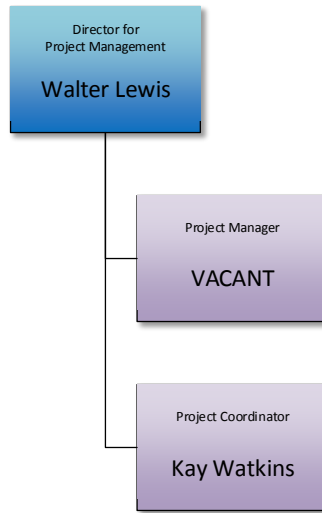 Director for
Project Management
Walter Lewis
Project Manager
VACANT
Project Coordinator
Kay Watkins